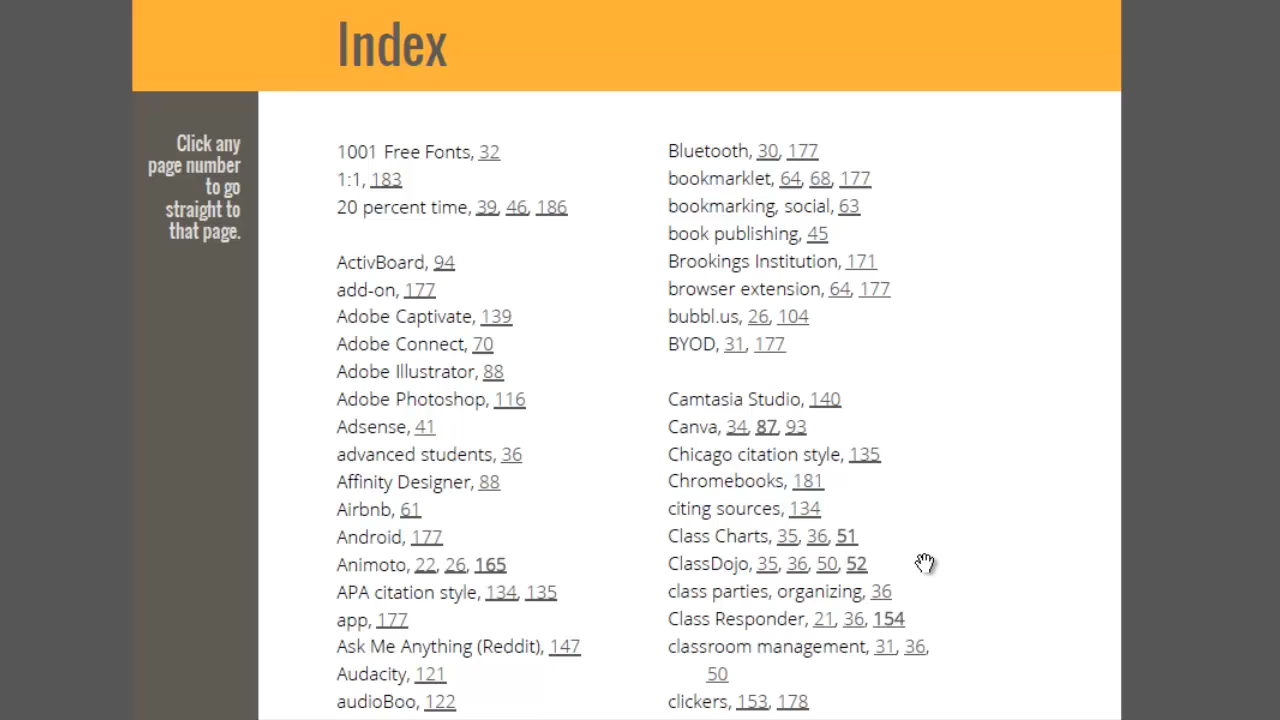 Index
Click any
page number
to go
straight to
that page.
1001 Free Fonts, 32
1:1, 183
20 percent time, 39, 46, 186
ActivBoard, 94
add-on, 177
Adobe Captivate, 139
Adobe Connect, 70
Adobe Illustrator, 88
Adobe Photoshop, 116
Adsense, 41
advanced students, 36
Affinity Designer, 88
Airbnb, 61
Android, 177
Animoto, 22, 26, 165
APA citation style, 134, 135
app, 177
Ask Me Anything (Reddit), 147
Audacity, 121
audioBoo, 122
Bluetooth, 30, 177
bookmarklet, 64, 68, 177
bookmarking, social, 63
book publishing, 45
Brookings Institution, 171
browser extension, 64, 177
bubbl.us, 26, 104
BYOD, 31, 177
Camtasia Studio, 140
Canva, 34, 87, 93
Chicago citation style, 135
Chromebooks, 181
citing sources, 134
Class Charts, 35, 36, 51
ClassDojo, 35, 36, 50, 52
class parties, organizing, 36
Class Responder, 21, 36, 154
classroom management, 31, 36,
50
clickers, 153, 178